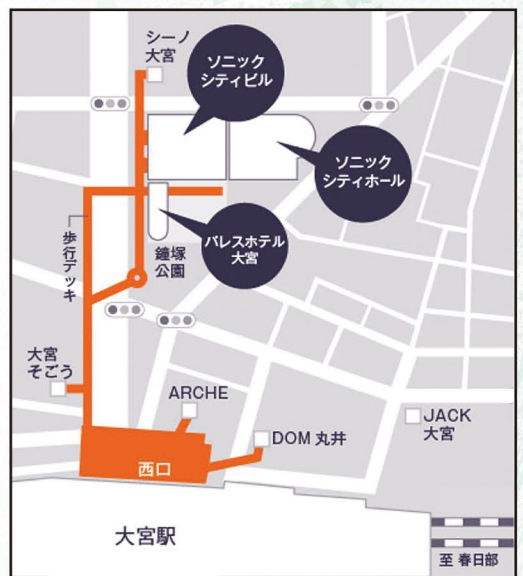 シーノ
大宮
ソニック
シティビル
ソニック
シティホール
パレスホテル
大宮
鐘塚
公園
歩行デッキ
大宮
そごう
ARCHE
DOM 丸井
JACK
大宮
西口
大宮駅
至 春日部